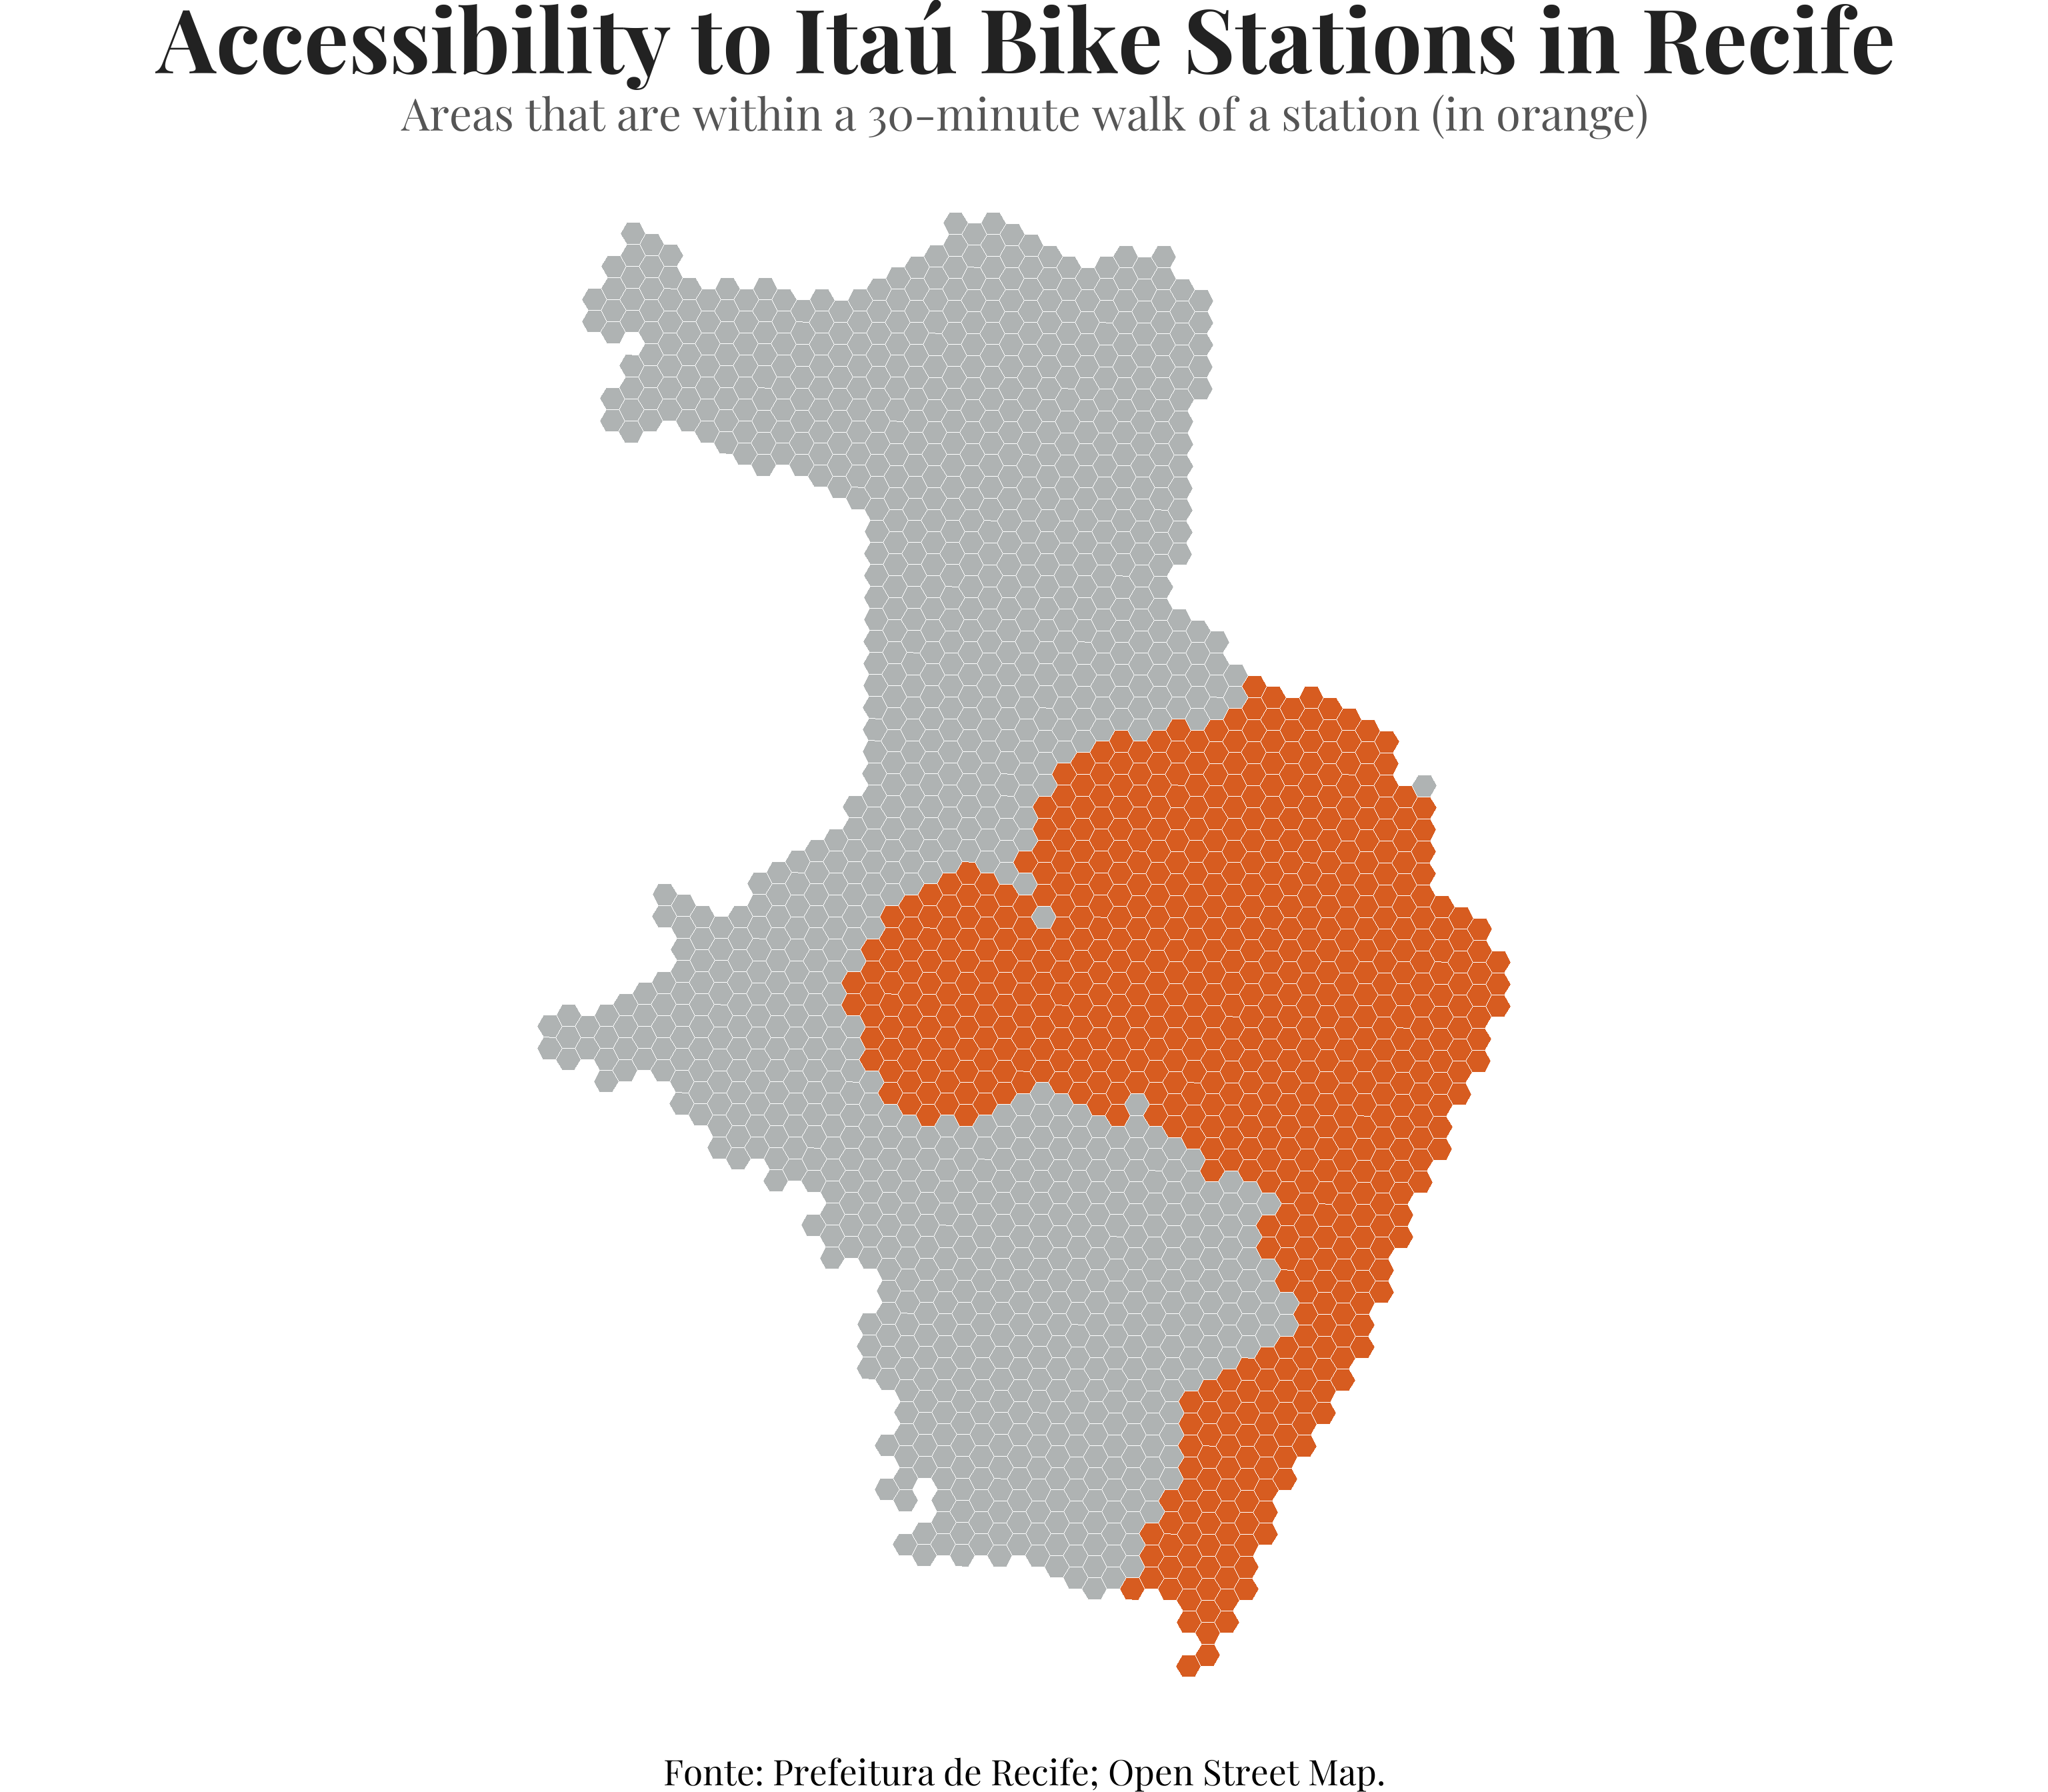 Accessibility to Itaú Bike Stations in Recife
Areas that are within a 30-minute walk of a station (in orange)
Fonte: Prefeitura de Recife; Open Street Map.